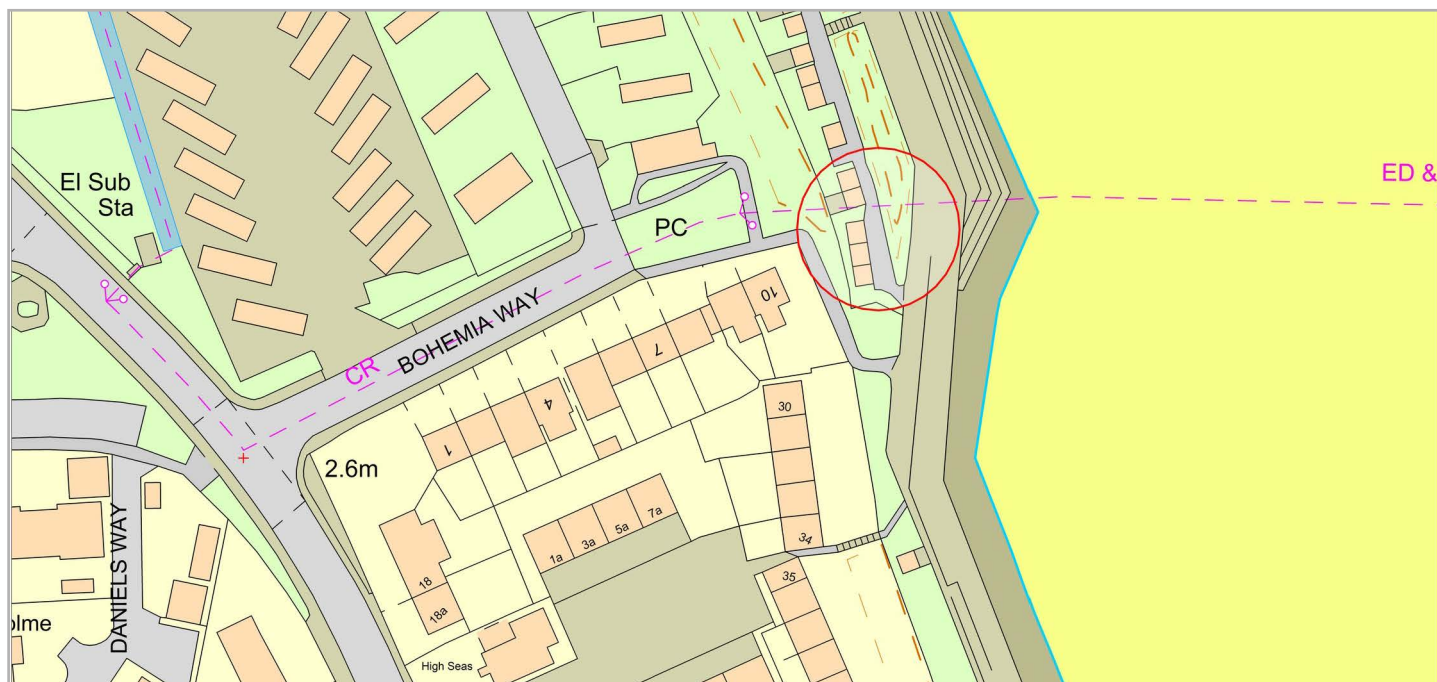 ED &
El Sub
Sta
PC
BOHEMIA WAY
CR
10
7
4
1
30
2.6m
1a
3a
5a
7a
34
18
35
18a
DANIELS WAY
olme
High Seas